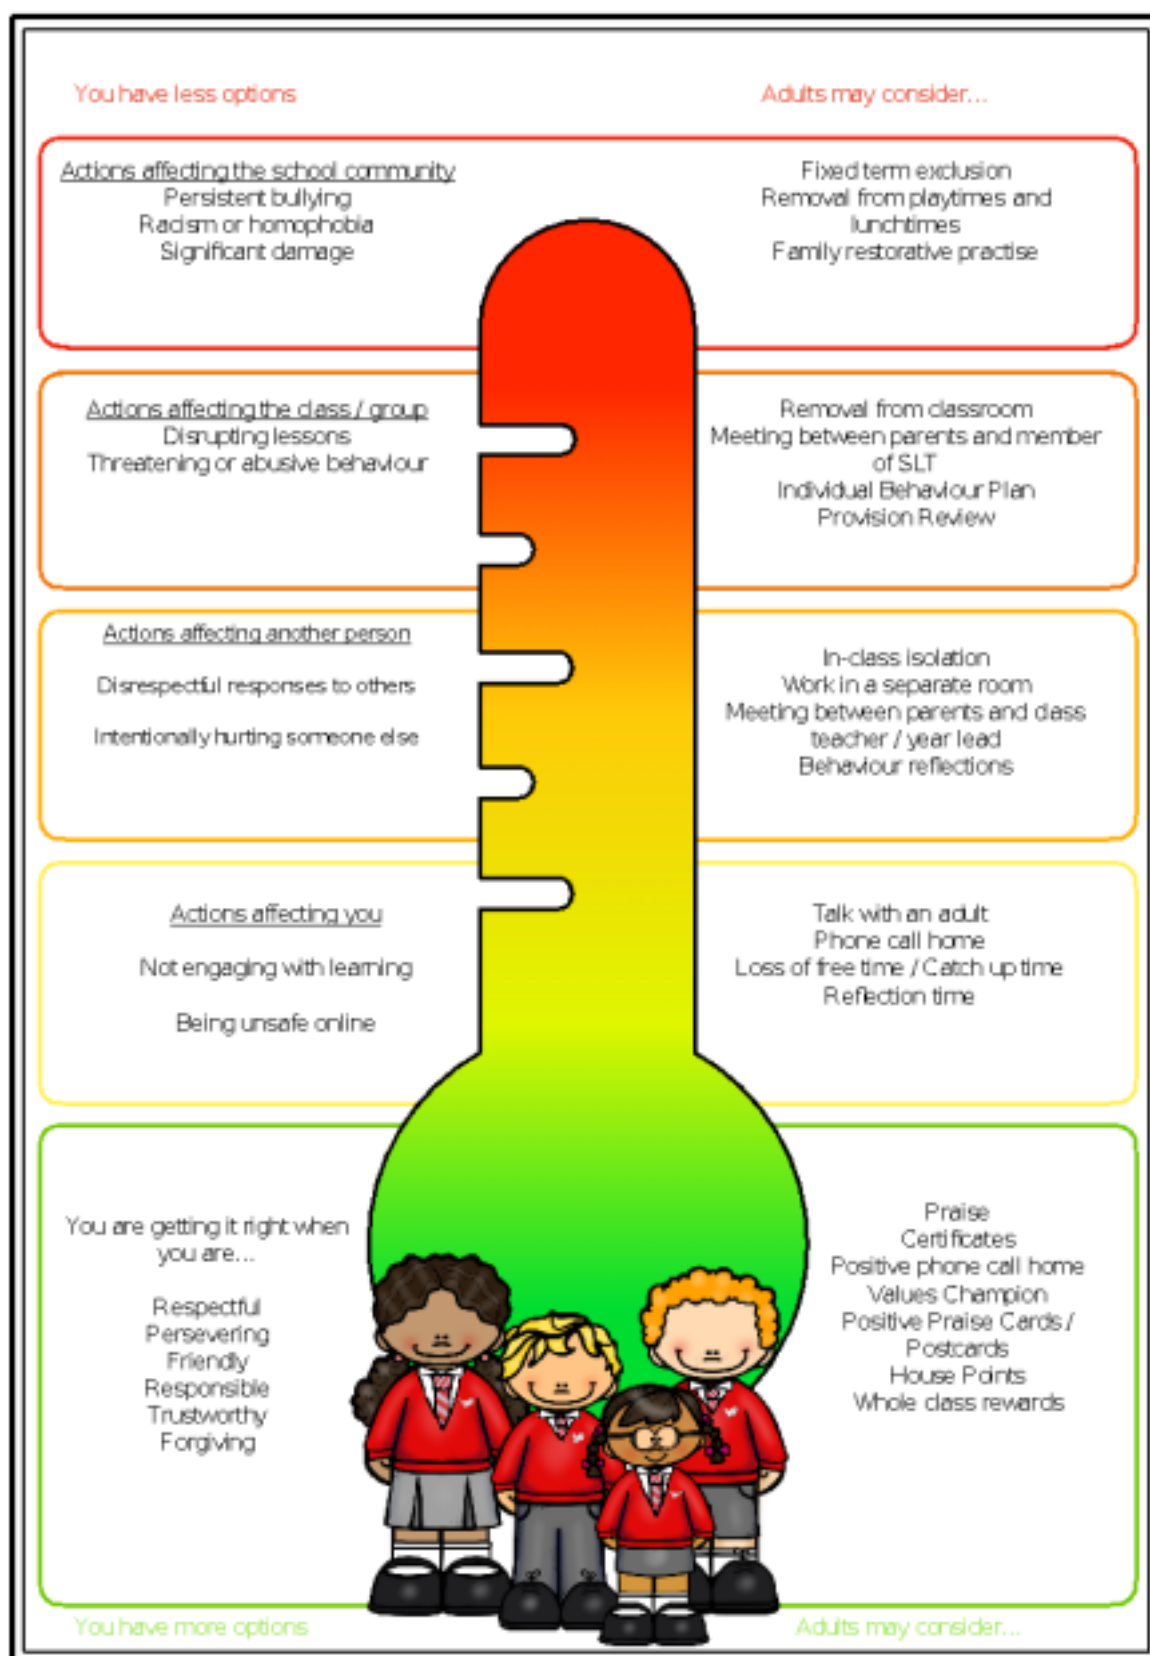 You have less options
Adults may consider...
Actions affecting the school community
Persistent bullying
Racism or homophobia
Significant damage
Fixed term exclusion
Removal from playtimes and
lunchtimes
Family restorative practise
Actions affecting the class / group
Disrupting lessons
Threatening or abusive behaviour
Removal from classroom
Meeting between parents and member
of SLT
Individual Behaviour Plan
Provision Review
Actions affecting another person
Disrespectful responses to others
Intentionally hurting someone else
In-class isolation
Work in a separate room
Meeting between parents and class
teacher / year lead
Behaviour reflections
Actions affecting you
Not engaging with learning
Being unsafe online
Talk with an adult
Phone call home
Loss of free time / Catch up time
Reflection time
You are getting it right when
you are...
Respectful
Persevering
Friendly
Responsible
Trustworthy
Forgiving
Praise
Certificates
Positive phone call home
Values Champion
Positive Praise Cards /
Postcards
House Points
Whole class rewards
You have more options
Adults may consider...